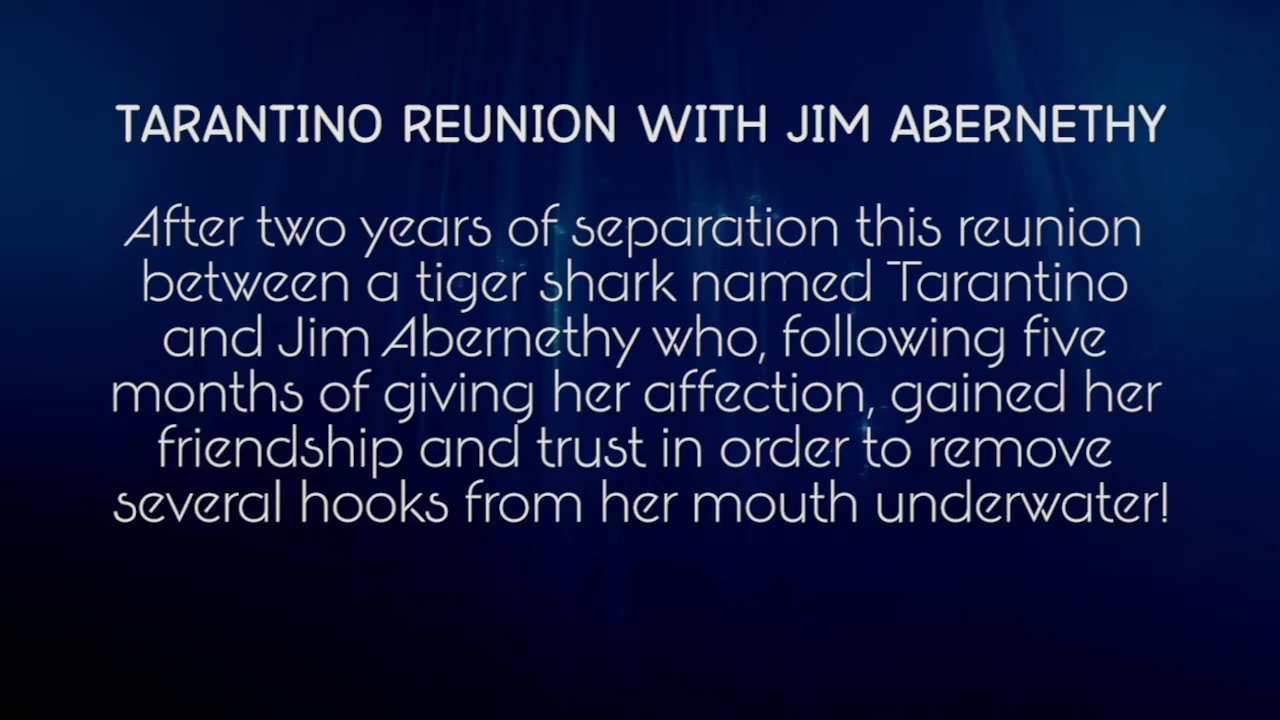 TARANTINO REUNION WITH JIM ABERNETHY
After two years of separation this reunion
between a tiger shark named Tarantino
and Jim Abernethy who, following five
months of giving her affection, gained her
friendship and trust in order to remove
several hooks from her mouth underwater!